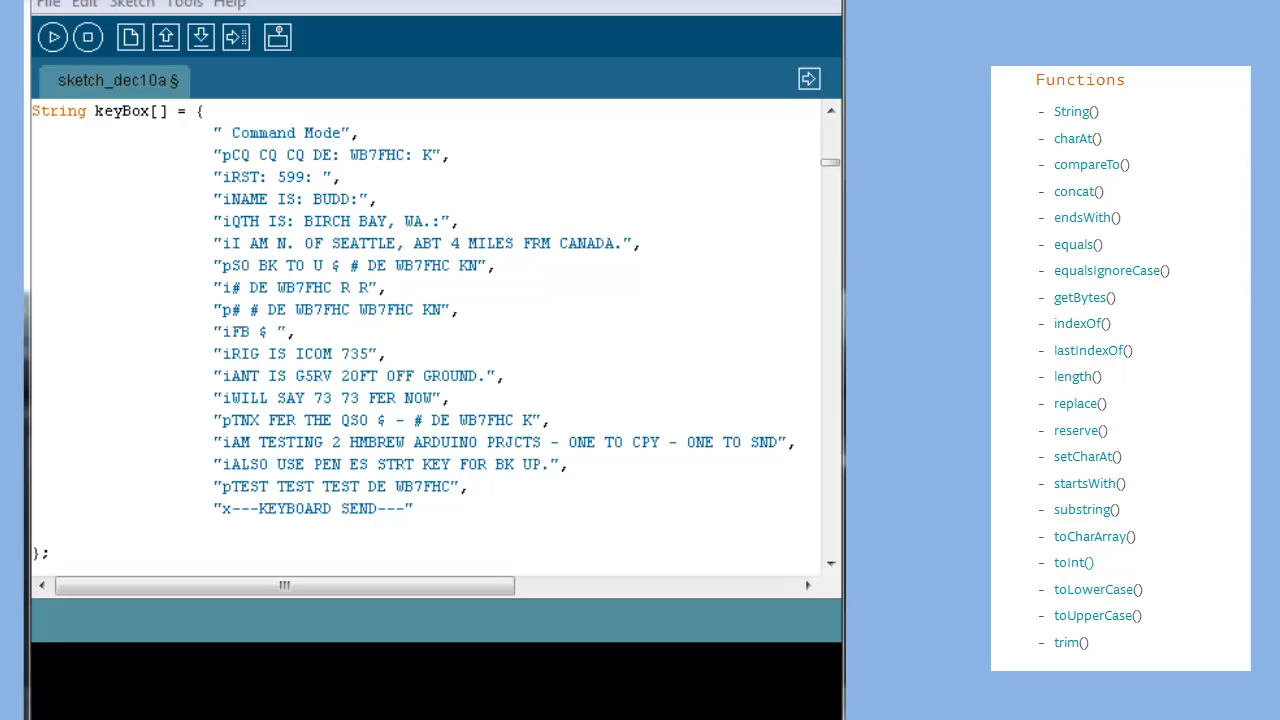 File Edit Sketch Tools Help
sketch_dec10a §
String keyBox[] = {
" Command Mode",
"pCQ CQ CQ DE: WB7FHC: K",
"iRST: 599: ",
"iNAME IS: BUDD:",
"iQTH IS: BIRCH BAY, WA.:",
"iI AM N. OF SEATTLE, ABT 4 MILES FRM CANADA.",
"pSO BK TO U $ # DE WB7FHC KN",
"i# DE WB7FHC R R",
"p# # DE WB7FHC WB7FHC KN",
"iFB $ ",
"iRIG IS ICOM 735",
"iANT IS G5RV 20FT OFF GROUND.",
"iWILL SAY 73 73 FER NOW",
"pTNX FER THE QSO $ - # DE WB7FHC K",
"iAM TESTING 2 HMBREW ARDUINO PRJCTS - ONE TO CPY - ONE TO SND",
"iALSO USE PEN ES STRT KEY FOR BK UP.",
"pTEST TEST TEST DE WB7FHC",
"x---KEYBOARD SEND---"
};
Functions
- String()
- charAt()
- compareTo()
- concat()
- endsWith()
- equals()
- equalsIgnoreCase()
- getBytes()
- indexOf()
- lastIndexOf()
- length()
- replace()
- reserve()
- setCharAt()
- startsWith()
- substring()
- toCharArray()
- toInt()
- toLowerCase()
- toUpperCase()
- trim()